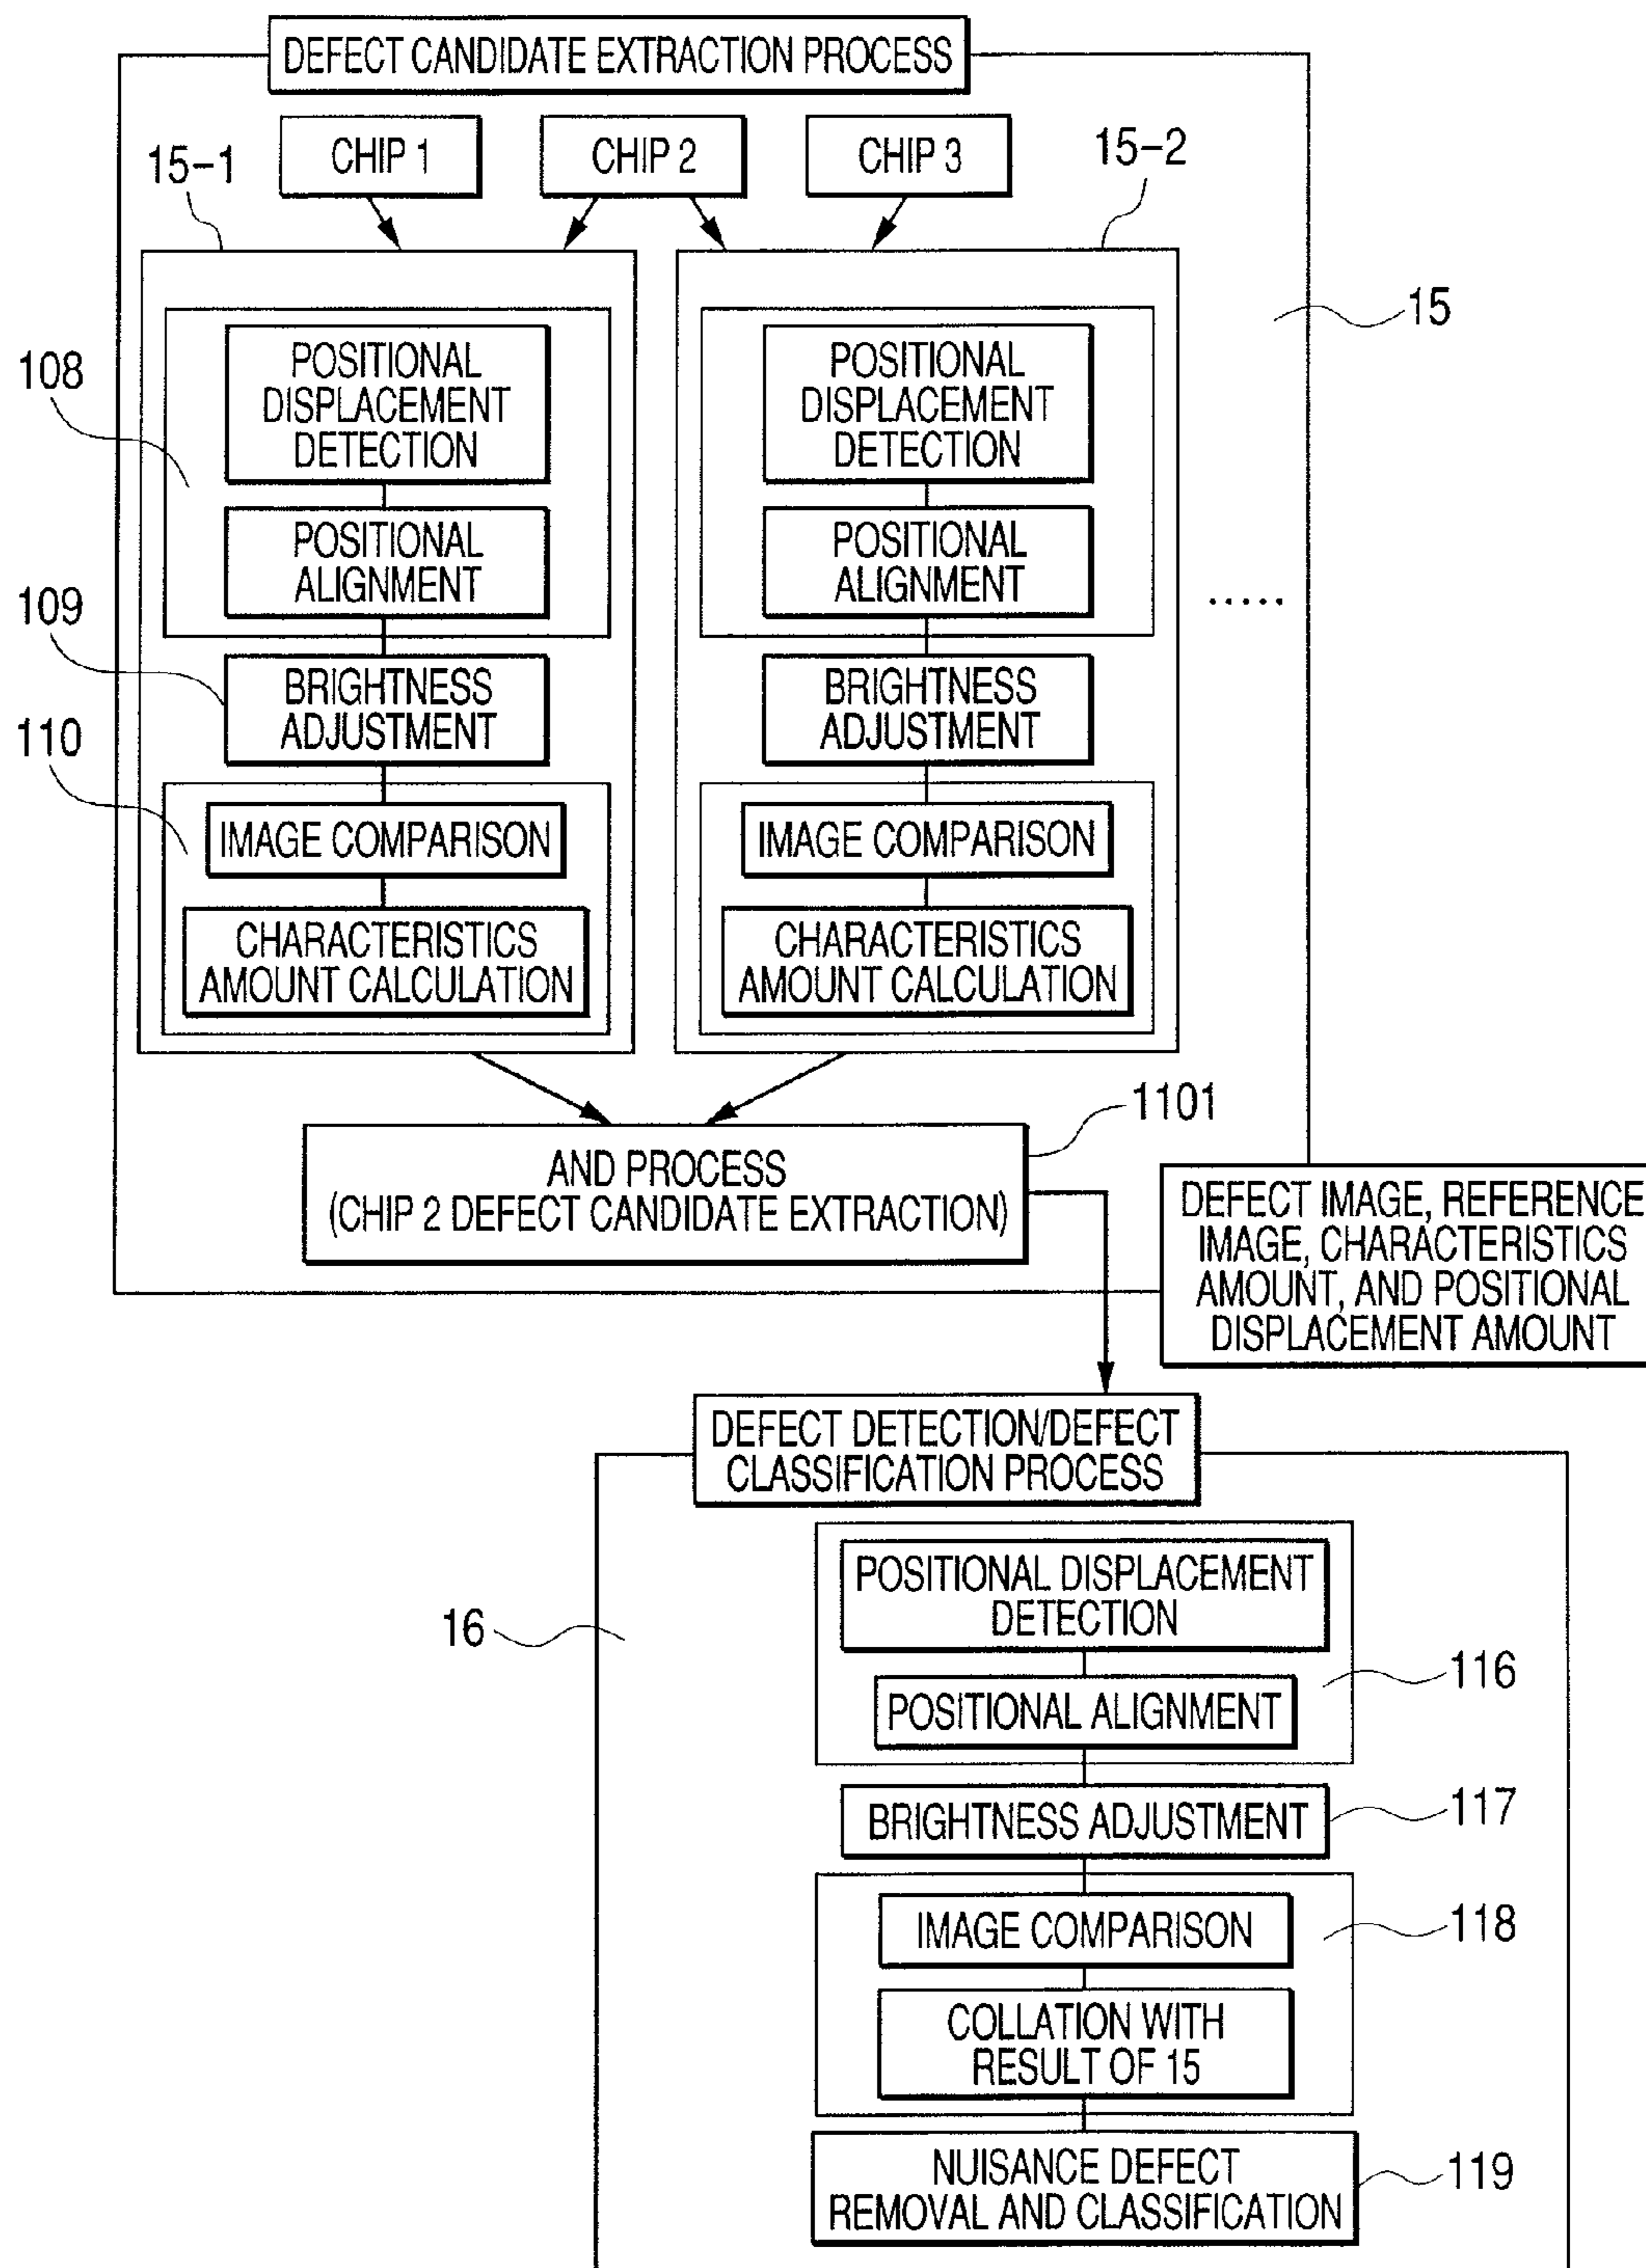 DEFECT CANDIDATE EXTRACTION PROCESS
CHIP 1
CHIP 2
CHIP 3
15-1
15-2
15
108
POSITIONAL
DISPLACEMENT
DETECTION
POSITIONAL
ALIGNMENT
109
BRIGHTNESS
ADJUSTMENT
110
IMAGE COMPARISON
CHARACTERISTICS
AMOUNT CALCULATION
POSITIONAL
DISPLACEMENT
DETECTION
POSITIONAL
ALIGNMENT
BRIGHTNESS
ADJUSTMENT
IMAGE COMPARISON
CHARACTERISTICS
AMOUNT CALCULATION
.....
1101
AND PROCESS
(CHIP 2 DEFECT CANDIDATE EXTRACTION)
DEFECT IMAGE, REFERENCE
IMAGE, CHARACTERISTICS
AMOUNT, AND POSITIONAL
DISPLACEMENT AMOUNT
DEFECT DETECTION/DEFECT
CLASSIFICATION PROCESS
16
POSITIONAL DISPLACEMENT
DETECTION
POSITIONAL ALIGNMENT
116
BRIGHTNESS ADJUSTMENT
117
IMAGE COMPARISON
118
COLLATION WITH
RESULT OF 15
NUISANCE DEFECT
REMOVAL AND CLASSIFICATION
119